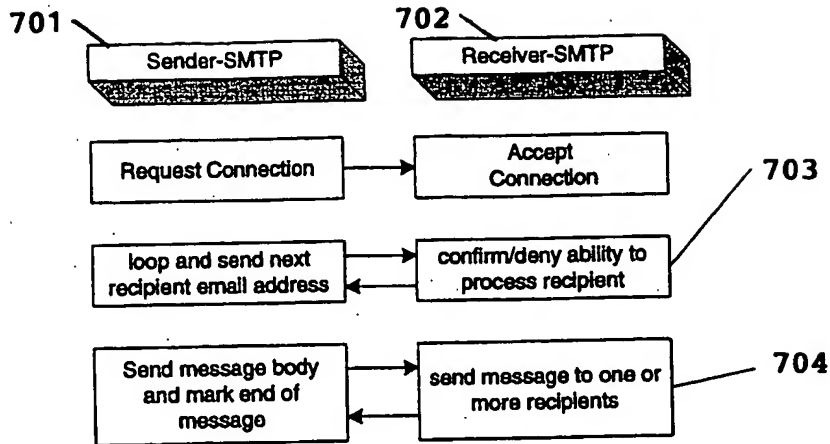 701
702
Sender-SMTP
Receiver-SMTP
Request Connection
Accept
Connection
703
loop and send next
recipient email address
confirm/deny ability to
process recipient
Send message body
and mark end of
message
send message to one or
more recipients
704